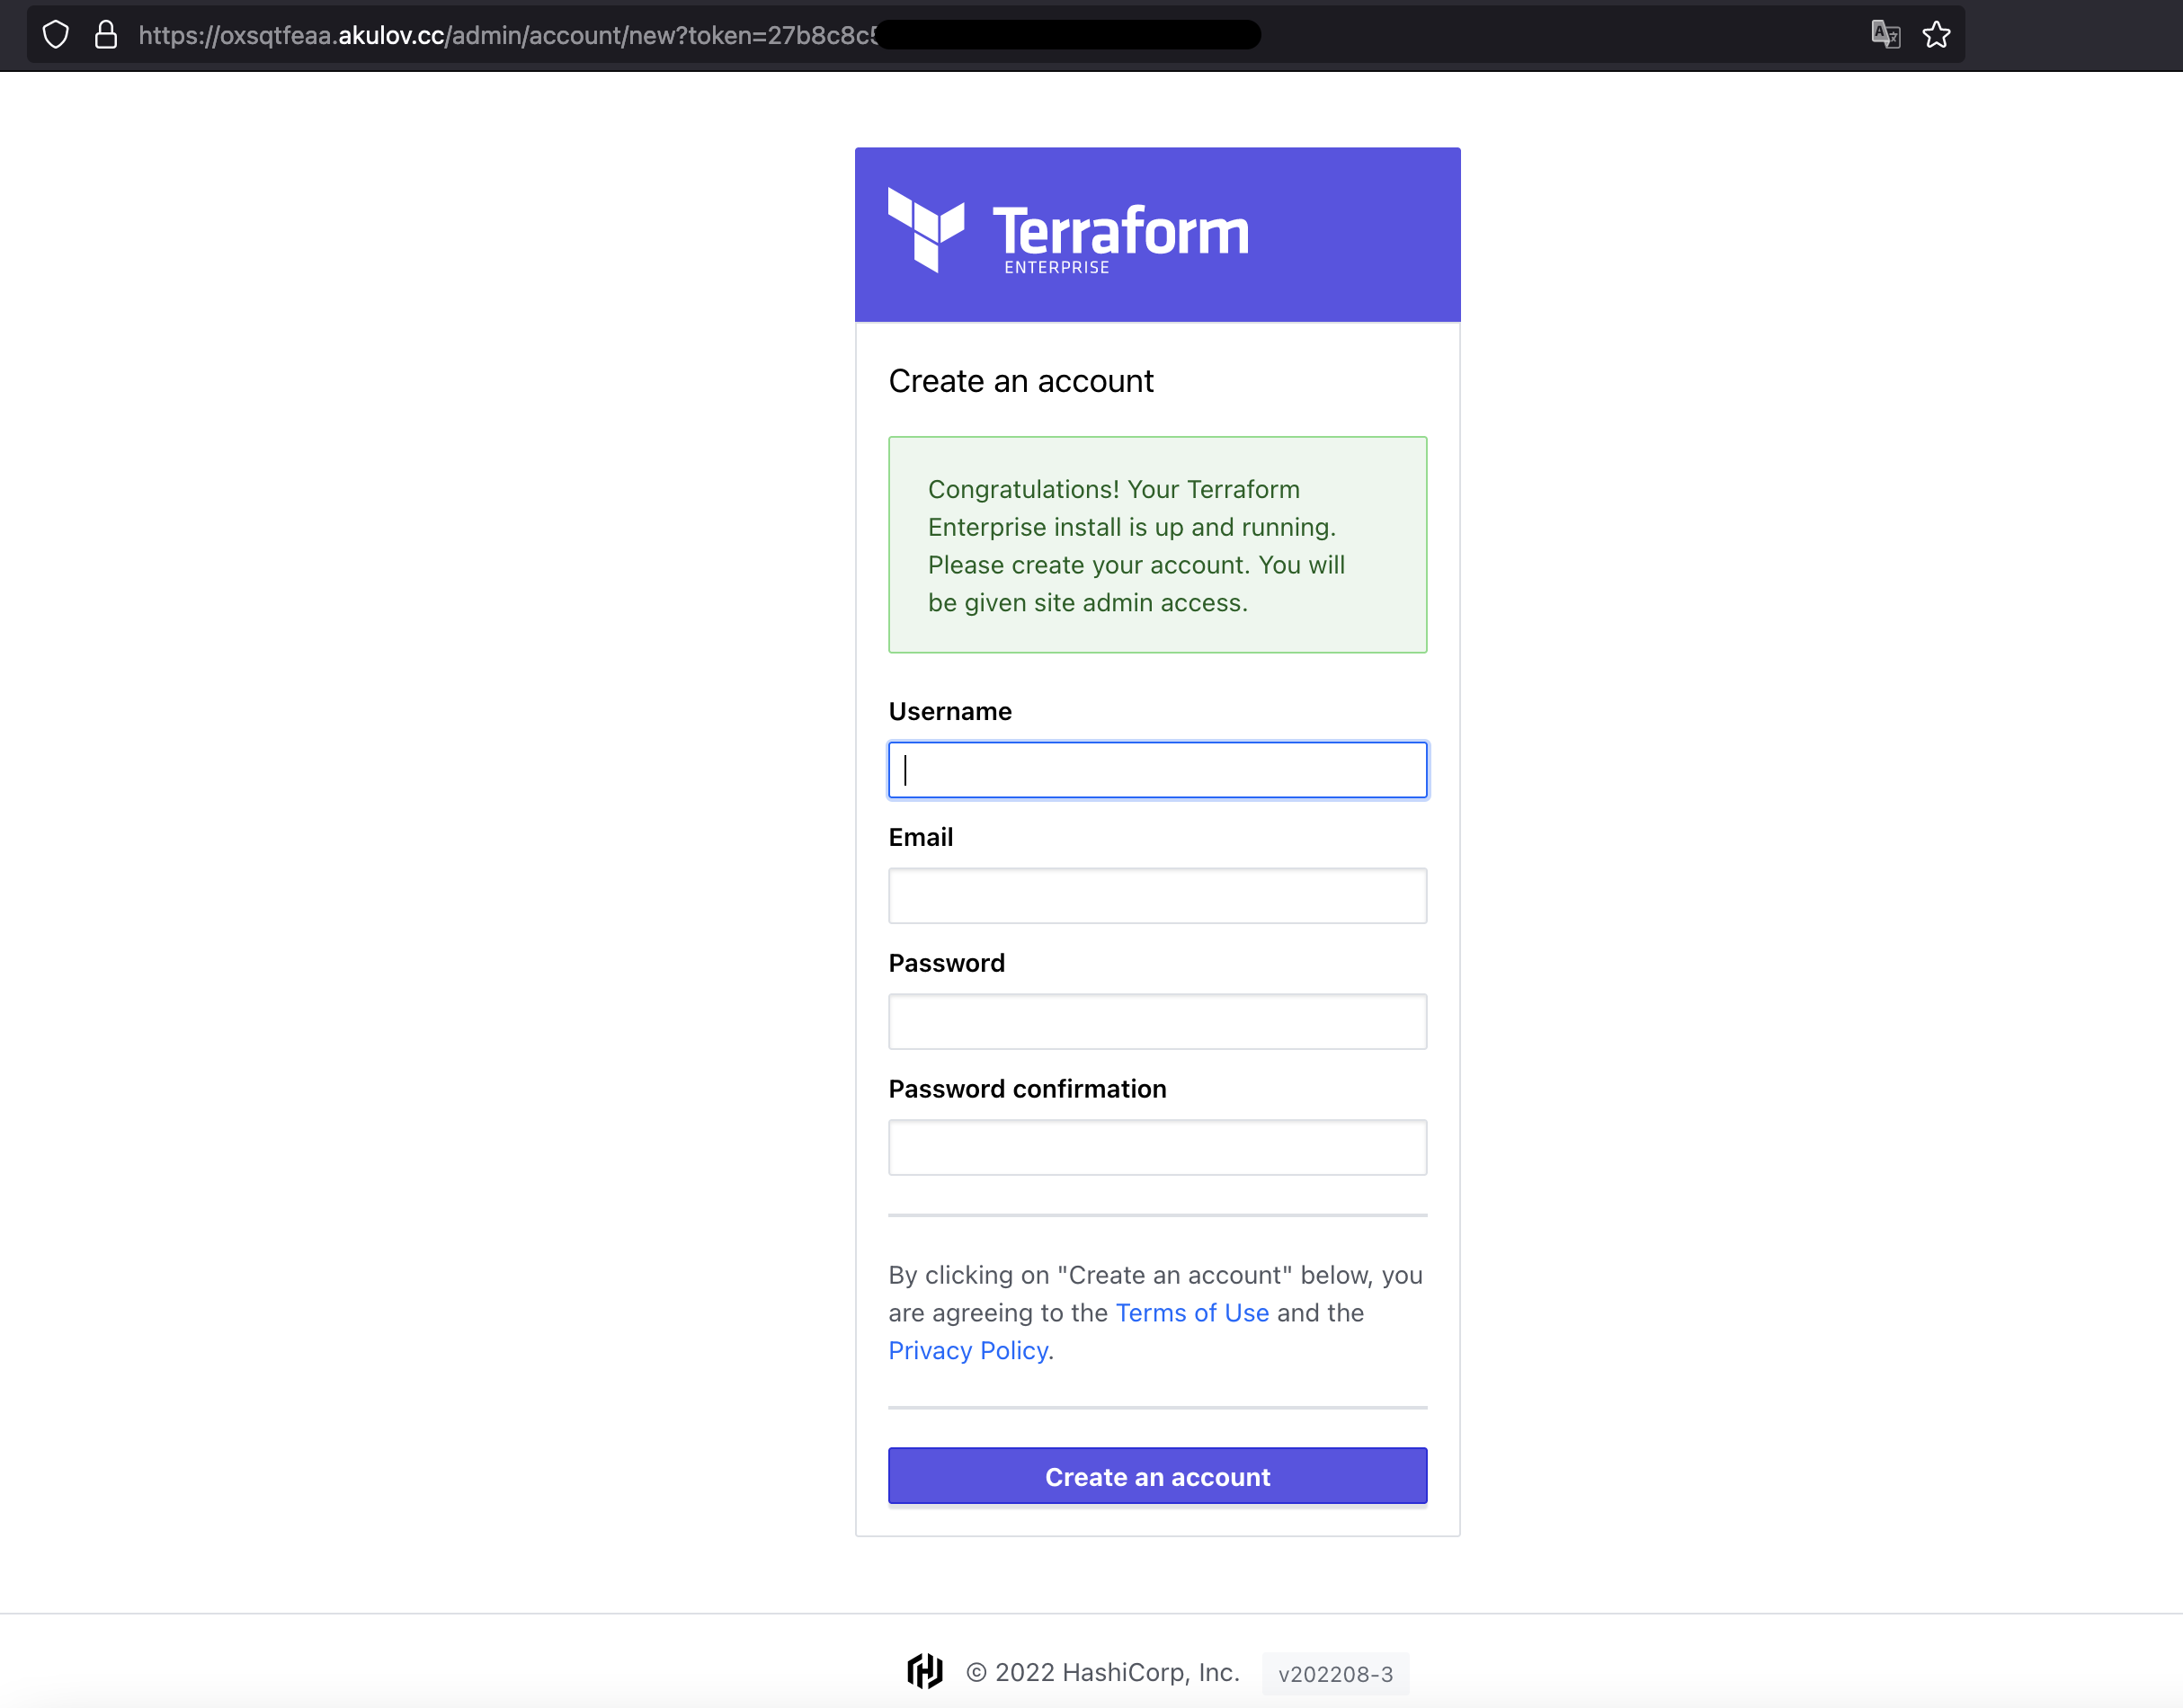 https://oxsqtfeaa.akulov.cc/admin/account/new?token=27b8c8c5
Terraform
ENTERPRISE
Create an account
Congratulations! Your Terraform
Enterprise install is up and running.
Please create your account. You will
be given site admin access.
Username
Email
Password
Password confirmation
By clicking on "Create an account" below, you
are agreeing to the Terms of Use and the
Privacy Policy.
Create an account
© 2022 HashiCorp, Inc. v202208-3